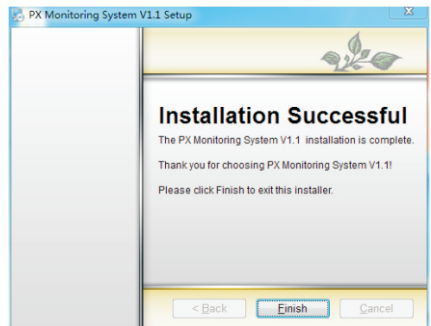 PX Monitoring System V1.1 Setup
Installation Successful
The PX Monitoring System V1.1 installation is complete.
Thank you for choosing PX Monitoring System V1.1!
Please click Finish to exit this installer.
< Back Finish Cancel